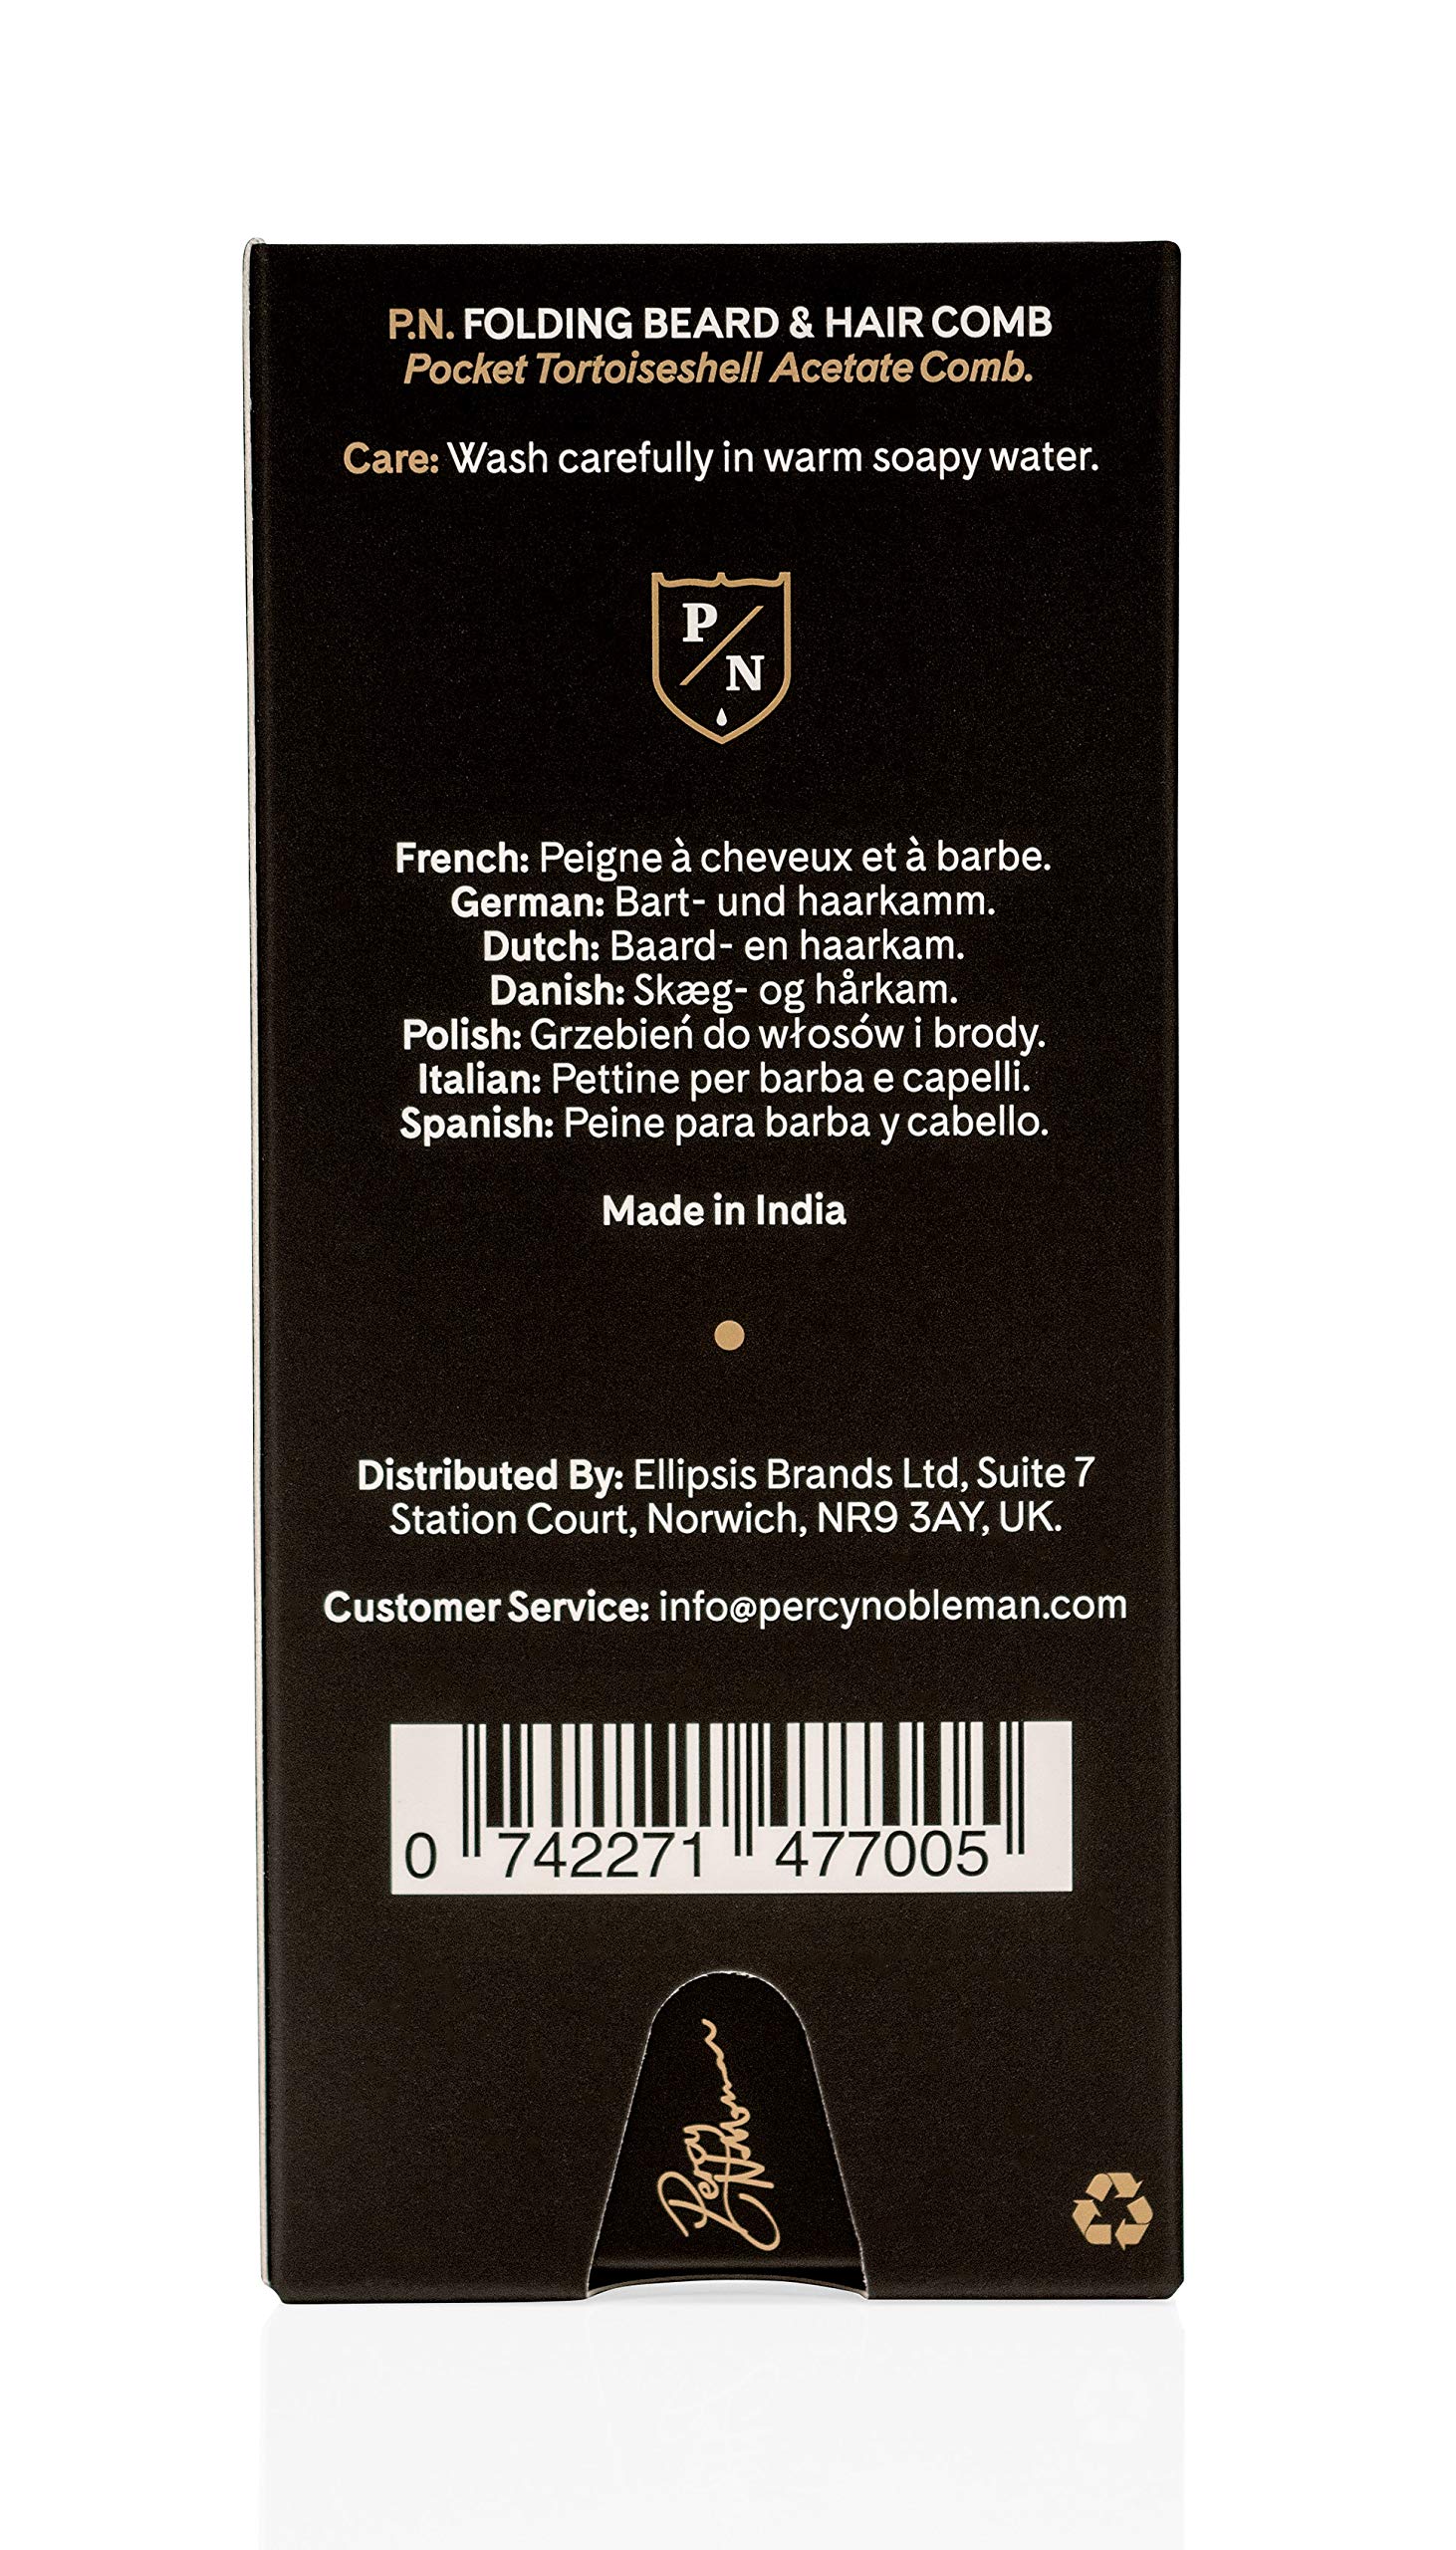 P.N. FOLDING BEARD & HAIR COMB
Pocket Tortoiseshell Acetate Comb.
Care: Wash carefully in warm soapy water.
P
N
French: Peigne à cheveux et à barbe.
German: Bart- und haarkamm.
Dutch: Baard- en haarkam.
Danish: Skæg- og hårkam.
Polish: Grzebień do włosów i brody.
Italian: Pettine per barba e capelli.
Spanish: Peine para barba y cabello.
Made in India
Distributed By: Ellipsis Brands Ltd, Suite 7
Station Court, Norwich, NR9 3AY, UK.
Customer Service: info@percynobleman.com
0 742271 477005
Percy
Nobleman